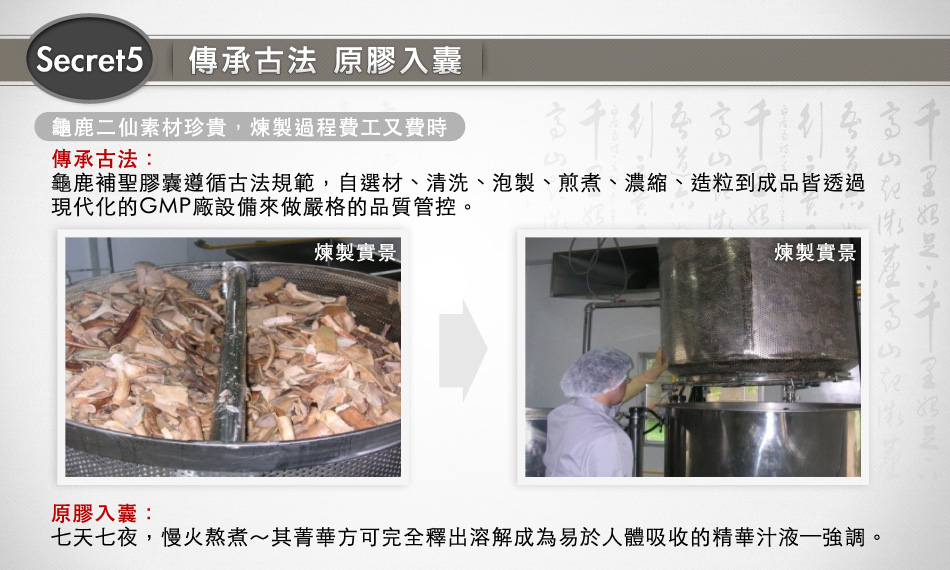 Secret5
傳承古法 原膠入囊
龜鹿二仙素材珍貴，煉製過程費工又費時
傳承古法：
龜鹿補聖膠囊遵循古法規範，自選材、清洗、泡製、煎煮、濃縮、造粒到成品皆透過
現代化的GMP廠設備來做嚴格的品質管控。
煉製實景
煉製實景
原膠入囊：
七天七夜，慢火熬煮～其菁華方可完全釋出溶解成為易於人體吸收的精華汁液—強調。